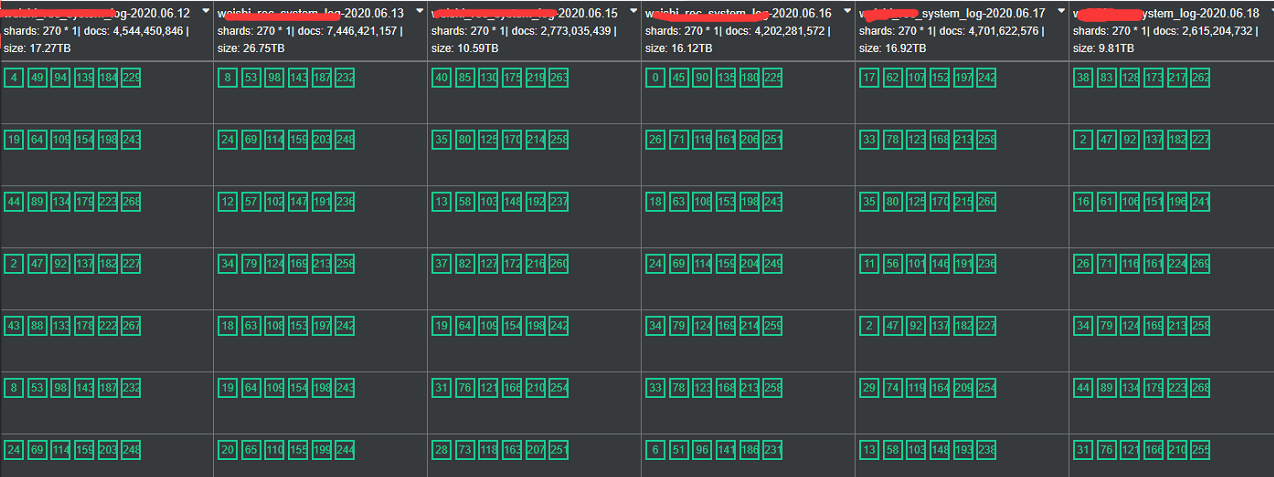 _log-2020.06.12
shards: 270 * 1| docs: 4,544,450,846 |
size: 17.27TB
_log-2020.06.13
shards: 270 * 1| docs: 7,446,421,157 |
size: 26.75TB
_log-2020.06.15
shards: 270 * 1| docs: 2,773,035,439 |
size: 10.59TB
_log-2020.06.16
shards: 270 * 1| docs: 4,202,281,572 |
size: 16.12TB
_system_log-2020.06.17
shards: 270 * 1| docs: 4,701,622,576 |
size: 16.92TB
ystem_log-2020.06.18
shards: 270 * 1| docs: 2,615,204,732 |
size: 9.81TB
4 49 94 139 184 229 8 53 98 143 187 232 40 85 130 175 219 263 0 45 90 135 180 225 17 62 107 152 197 242 38 83 128 173 217 262
19 64 109 154 198 243 24 69 114 159 203 248 35 80 125 170 214 258 26 71 116 161 206 251 33 78 123 168 213 258 2 47 92 137 182 227
44 89 134 179 223 268 12 57 102 147 191 236 13 58 103 148 192 237 18 63 108 153 198 243 35 80 125 170 215 260 16 61 106 151 196 241
2 47 92 137 182 227 34 79 124 169 213 258 37 82 127 172 216 260 24 69 114 159 204 249 11 56 101 146 191 236 26 71 116 161 224 269
43 88 133 178 222 267 18 63 108 153 197 242 19 64 109 154 198 242 34 79 124 169 214 259 2 47 92 137 182 227 34 79 124 169 213 258
8 53 98 143 187 232 19 64 109 154 198 243 31 76 121 166 210 254 33 78 123 168 213 258 29 74 119 164 209 254 44 89 134 179 223 268
24 69 114 159 203 248 20 65 110 155 199 244 28 73 118 163 207 251 6 51 96 141 186 231 13 58 103 148 193 238 31 76 121 166 210 255